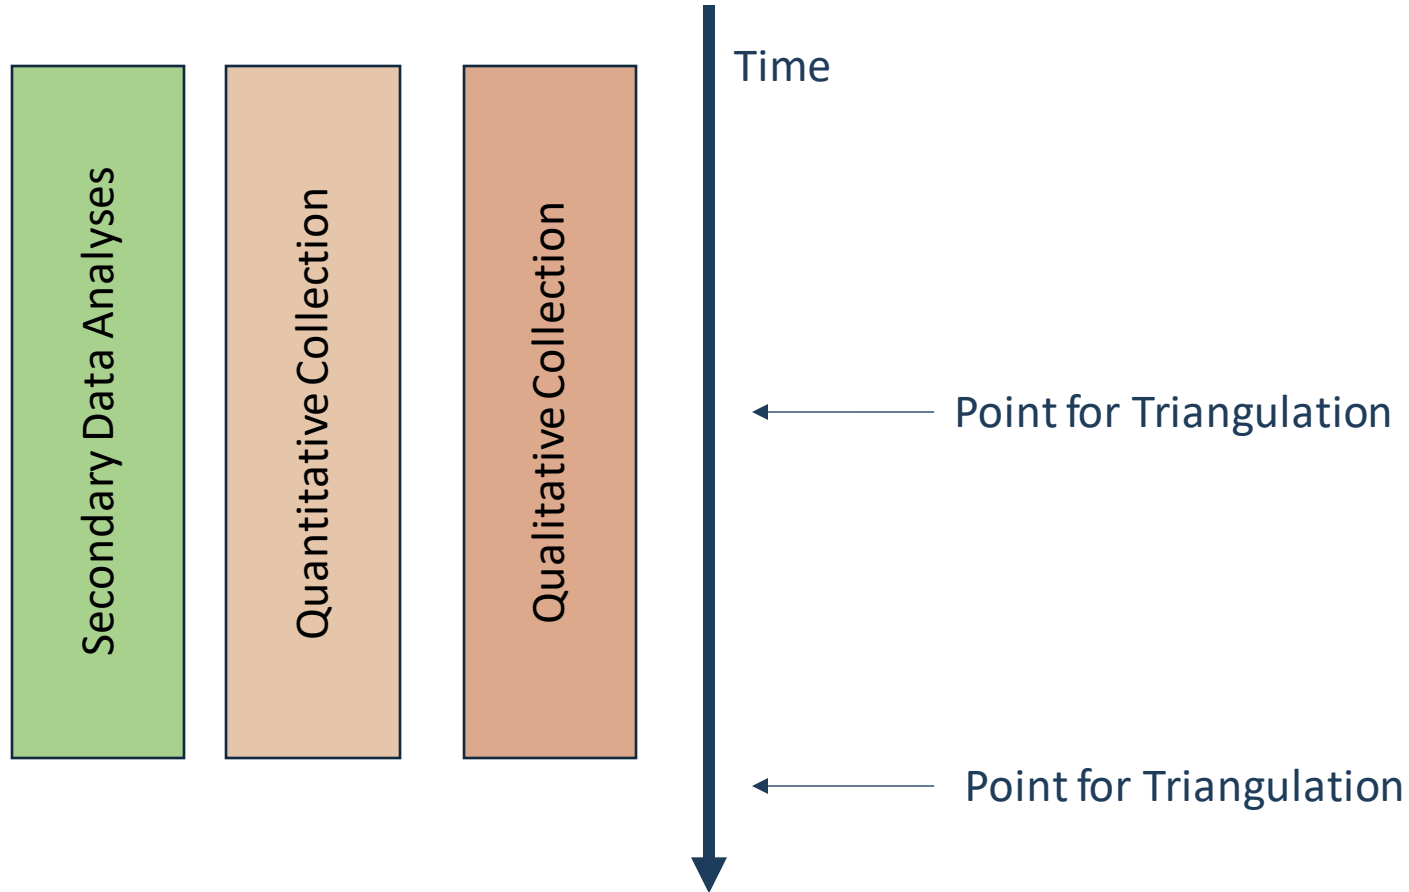 Time
Secondary Data Analyses
Quantitative Collection
Qualitative Collection
Point for Triangulation
Point for Triangulation